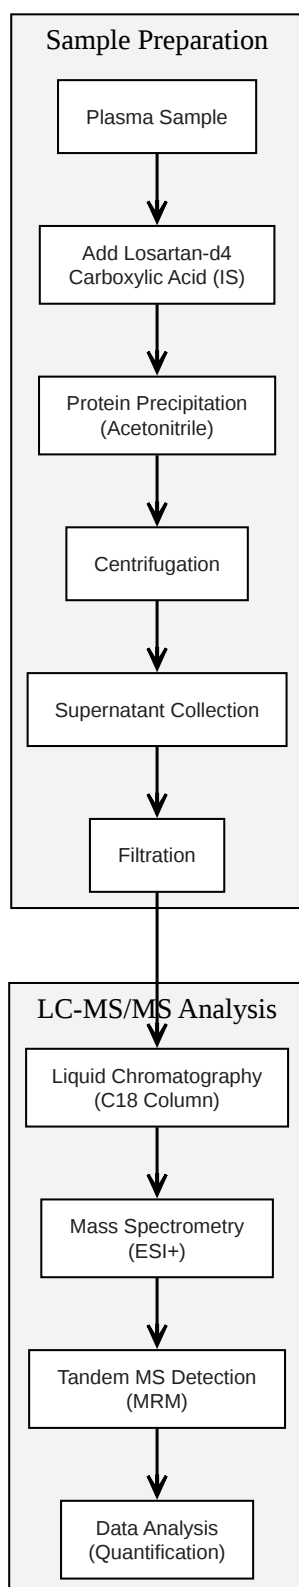 Sample Preparation
Plasma Sample
Add Losartan-d4
Carboxylic Acid (IS)
Protein Precipitation
(Acetonitrile)
Centrifugation
Supernatant Collection
Filtration
LC-MS/MS Analysis
Liquid Chromatography
(C18 Column)
Mass Spectrometry
(ESI+)
Tandem MS Detection
(MRM)
Data Analysis
(Quantification)